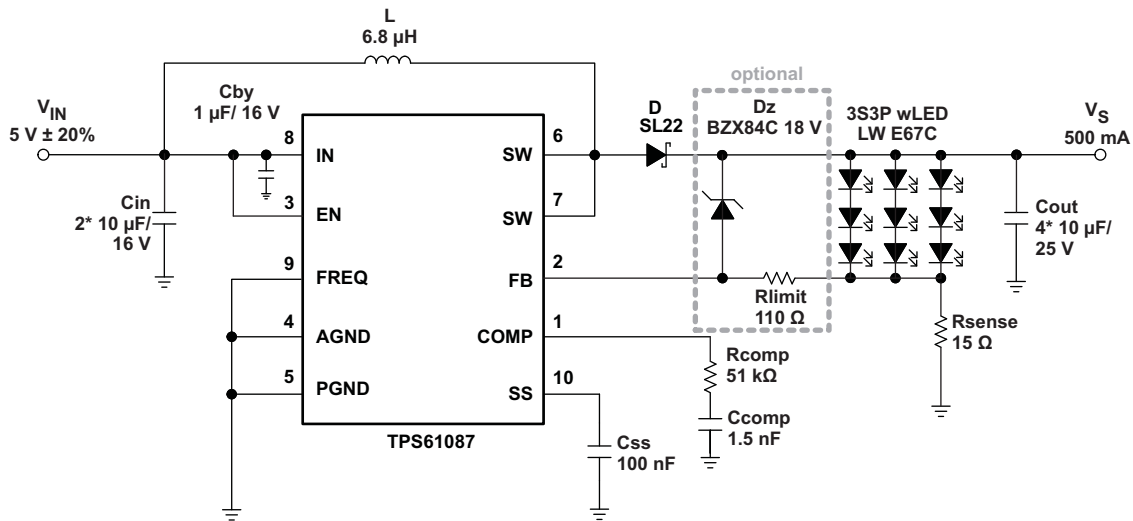 L
6.8 µH
Cby
1 µF/ 16 V
V_IN
5 V ± 20%
Cin
2* 10 µF/
16 V
8
IN
3
EN
9
FREQ
4
AGND
5
PGND
6
SW
7
SW
2
FB
1
COMP
10
SS
TPS61087
D
SL22
optional
Dz
BZX84C 18 V
Rlimit
110 Ω
3S3P wLED
LW E67C
V_S
500 mA
Cout
4* 10 µF/
25 V
Rsense
15 Ω
Rcomp
51 kΩ
Ccomp
1.5 nF
Css
100 nF